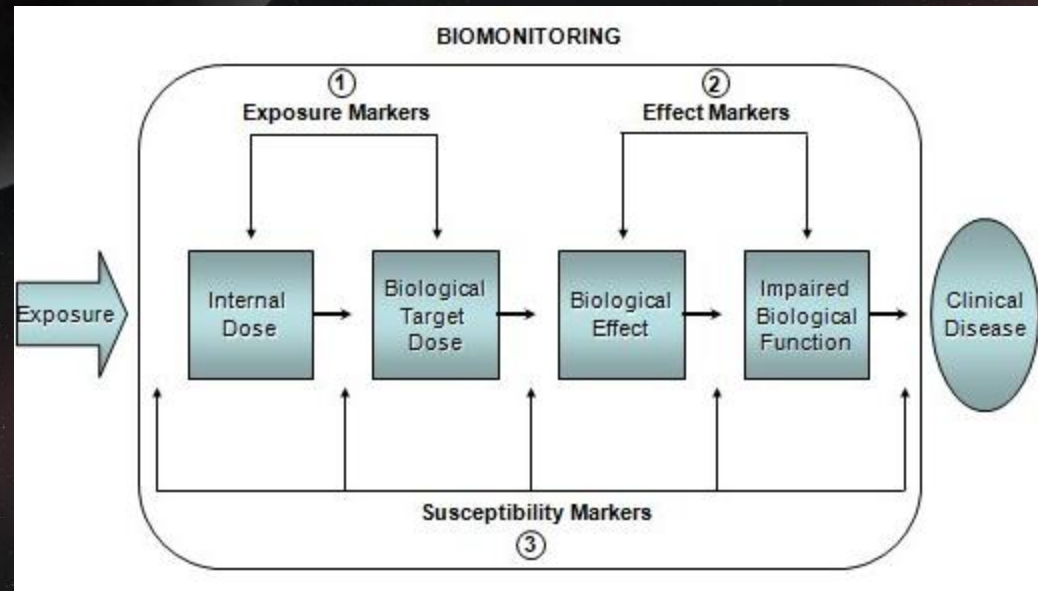 BIOMONITORING
①
Exposure Markers
②
Effect Markers
Exposure
Internal
Dose
Biological
Target
Dose
Biological
Effect
Impaired
Biological
Function
Clinical
Disease
Susceptibility Markers
③